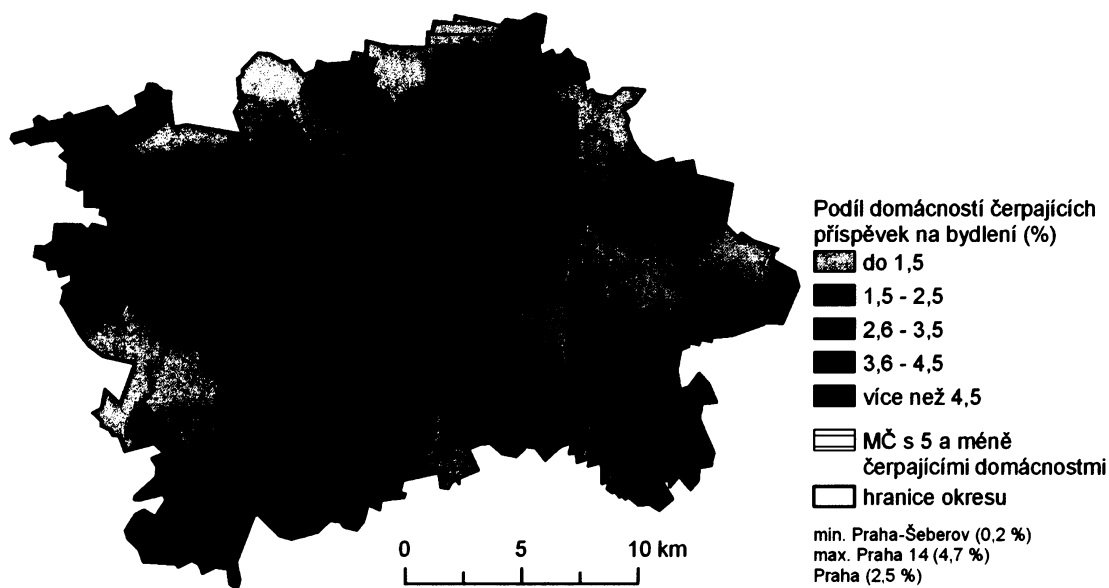 Podíl domácností čerpajících
příspěvek na bydlení (%)
do 1,5
1,5 - 2,5
2,6 - 3,5
3,6 - 4,5
více než 4,5
MČ s 5 a méně
čerpajícími domácnostmi
hranice okresu
min. Praha-Šeberov (0,2 %)
max. Praha 14 (4,7 %)
Praha (2,5 %)
0 5 10 km